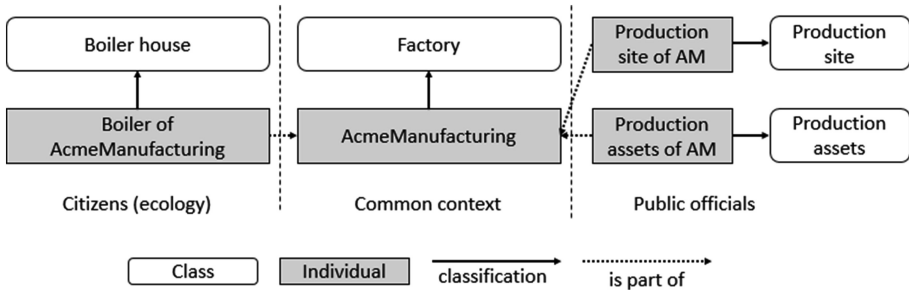 Boiler house
Factory
Production
site of AM
Production
site
Boiler of
AcmeManufacturing
AcmeManufacturing
Production
assets of AM
Production
assets
Citizens (ecology)
Common context
Public officials
Class
Individual
classification
is part of